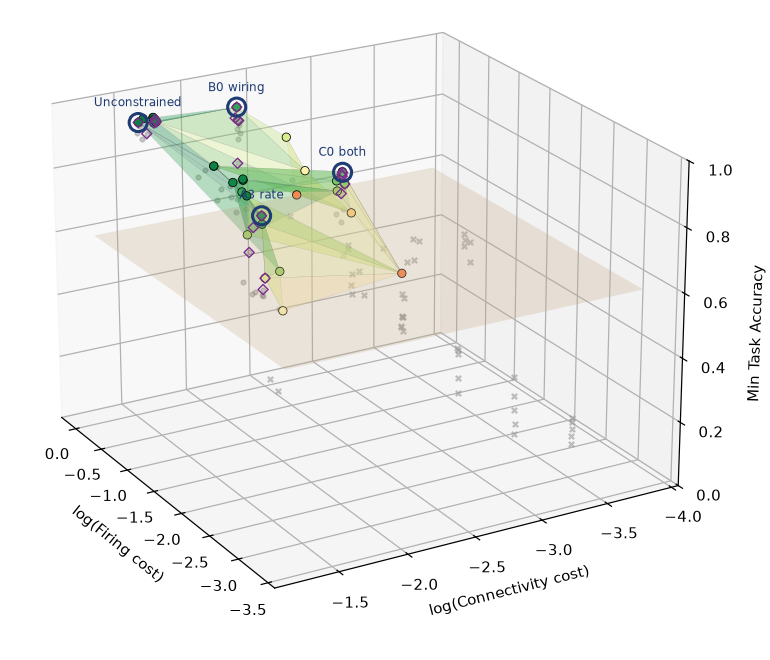 B0 wiring
Unconstrained
C0 both
rate
1.0
0.8
0.6
0.4
0.2
0.0
Min Task Accuracy
0.0
−0.5
−1.0
−1.5
−2.0
−2.5
−3.0
−3.5
log(Firing cost)
−1.5
−2.0
−2.5
−3.0
−3.5
−4.0
log(Connectivity cost)